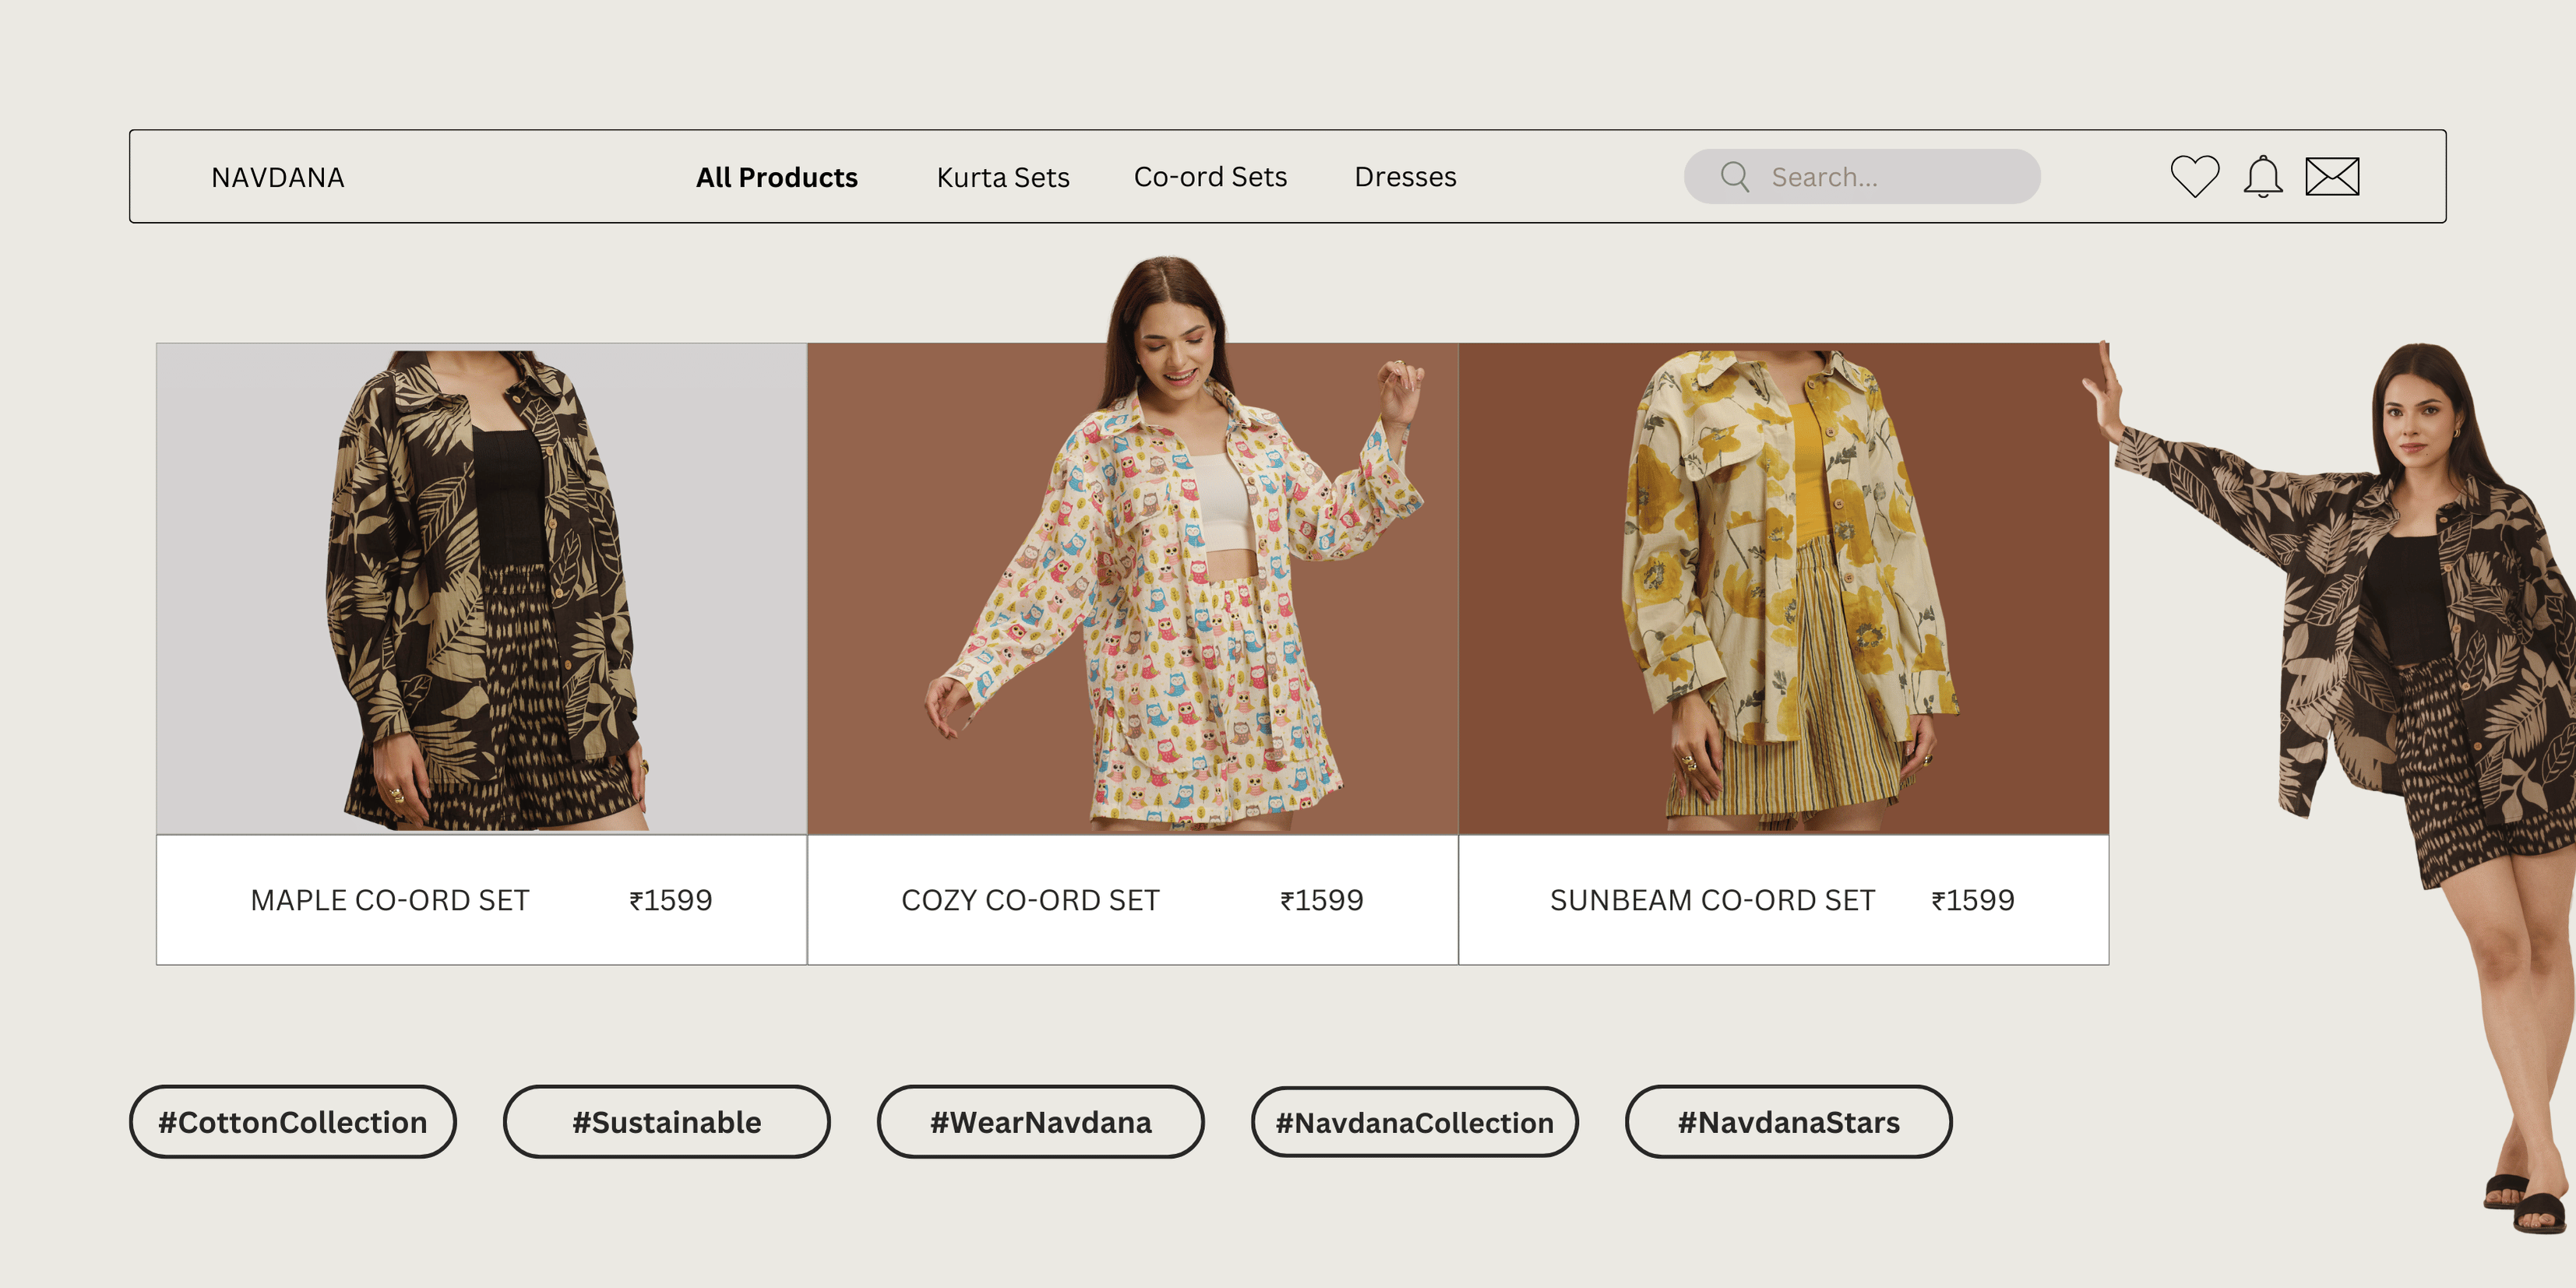 NAVDANA
All Products
Kurta Sets
Co-ord Sets
Dresses
Search...
MAPLE CO-ORD SET ₹1599
COZY CO-ORD SET ₹1599
SUNBEAM CO-ORD SET ₹1599
#CottonCollection
#Sustainable
#WearNavdana
#NavdanaCollection
#NavdanaStars